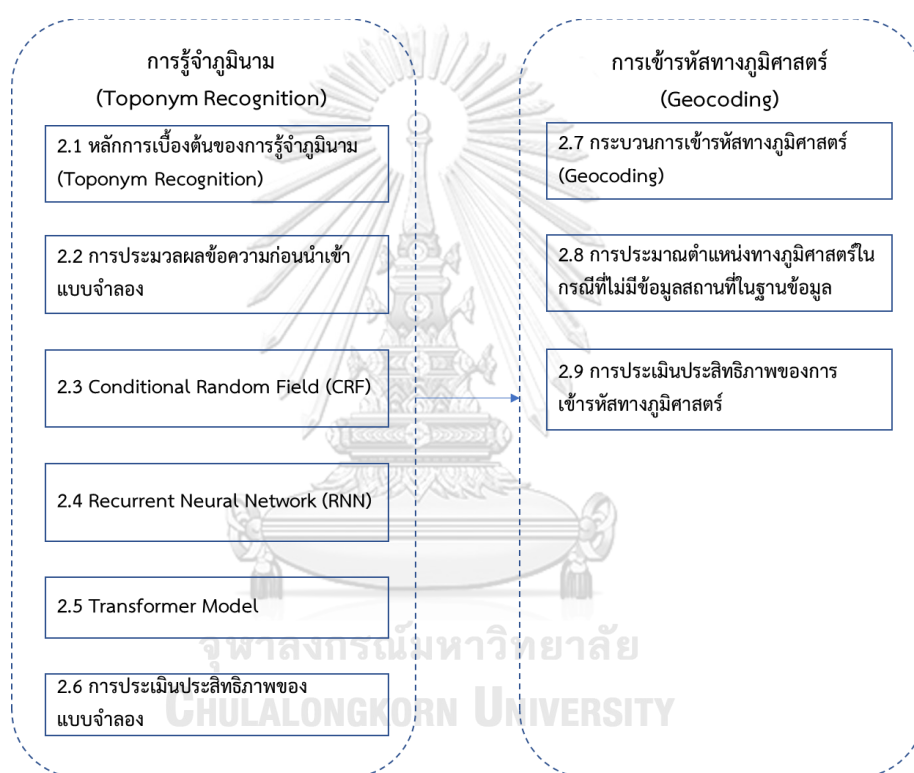 การรู้จำภูมินาม
(Toponym Recognition)
2.1 หลักการเบื้องต้นของการรู้จำภูมินาม
(Toponym Recognition)
2.2 การประมวลผลข้อความก่อนนำเข้า
แบบจำลอง
2.3 Conditional Random Field (CRF)
2.4 Recurrent Neural Network (RNN)
2.5 Transformer Model
2.6 การประเมินประสิทธิภาพของ
แบบจำลอง
การเข้ารหัสทางภูมิศาสตร์
(Geocoding)
2.7 กระบวนการเข้ารหัสทางภูมิศาสตร์
(Geocoding)
2.8 การประมาณตำแหน่งทางภูมิศาสตร์ใน
กรณีที่ไม่มีข้อมูลสถานที่ในฐานข้อมูล
2.9 การประเมินประสิทธิภาพของการ
เข้ารหัสทางภูมิศาสตร์
จุฬาลงกรณ์มหาวิทยาลัย
CHULALONGKORN UNIVERSITY